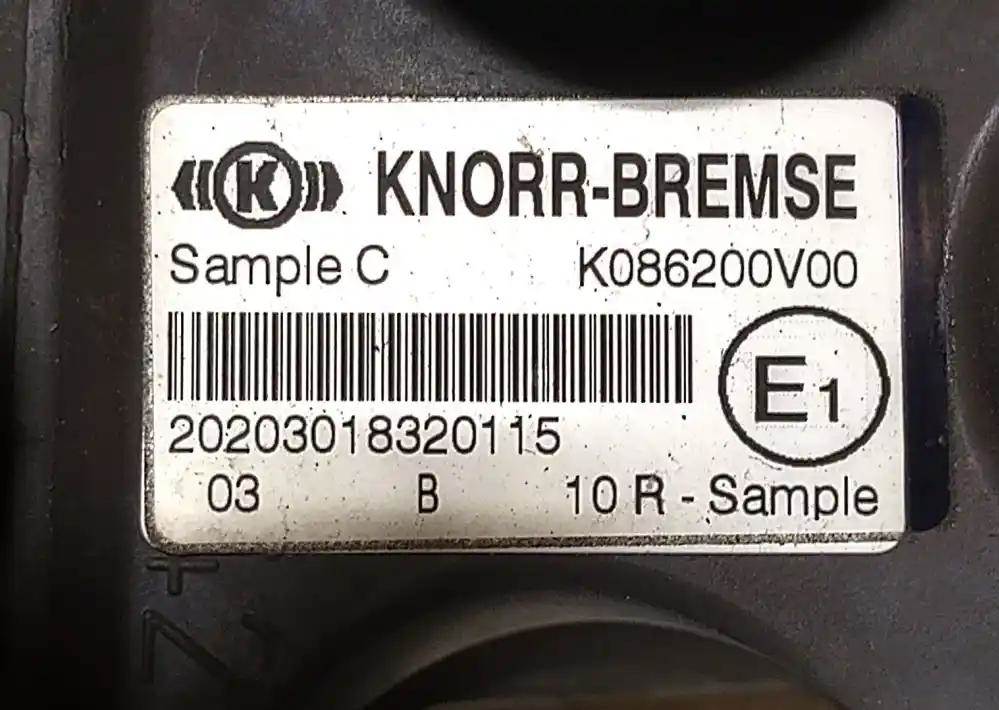 K KNORR-BREMSE
Sample C K086200V00
E1
20203018320115
03 B 10 R - Sample